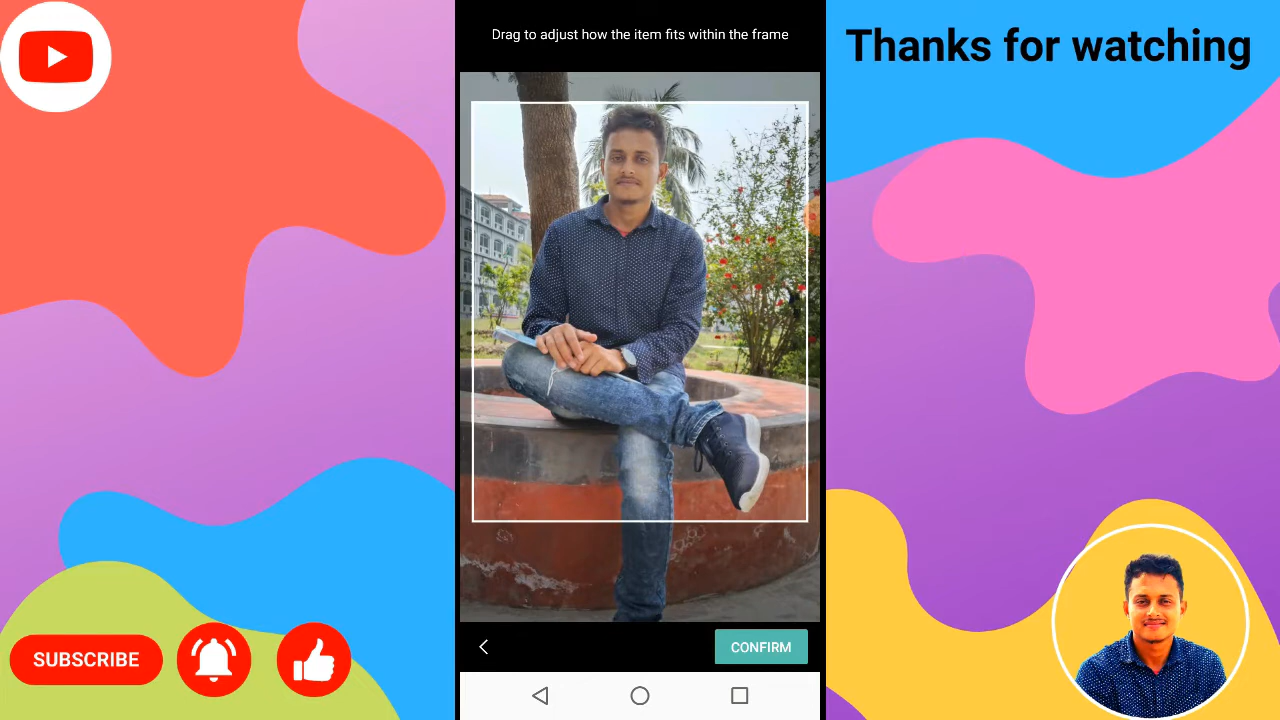 Drag to adjust how the item fits within the frame
Thanks for watching
SUBSCRIBE
CONFIRM